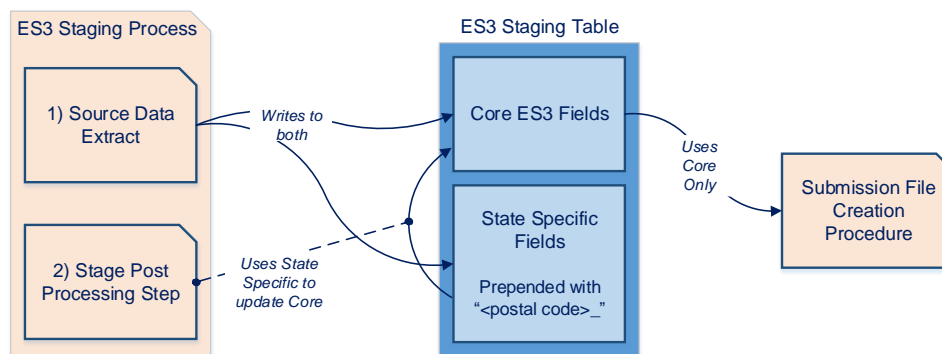 ES3 Staging Process
1) Source Data
Extract
2) Stage Post
Processing Step
Writes to
both
Uses State
Specific to
update Core
ES3 Staging Table
Core ES3 Fields
State Specific
Fields
Prepended with
“<postal code>_”
Uses
Core
Only
Submission File
Creation
Procedure